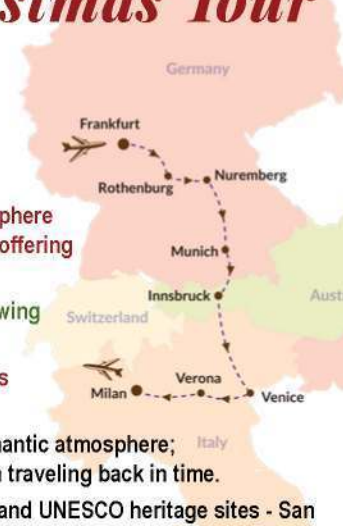 stmas Tour
Germany
Frankfurt
Rothenburg
Nuremberg
phere
offering
Munich
Innsbruck
Aust
wing
Switzerland
s
Verona
Milan
Venice
nantic atmosphere;
Italy
traveling back in time.
and UNESCO heritage sites - San